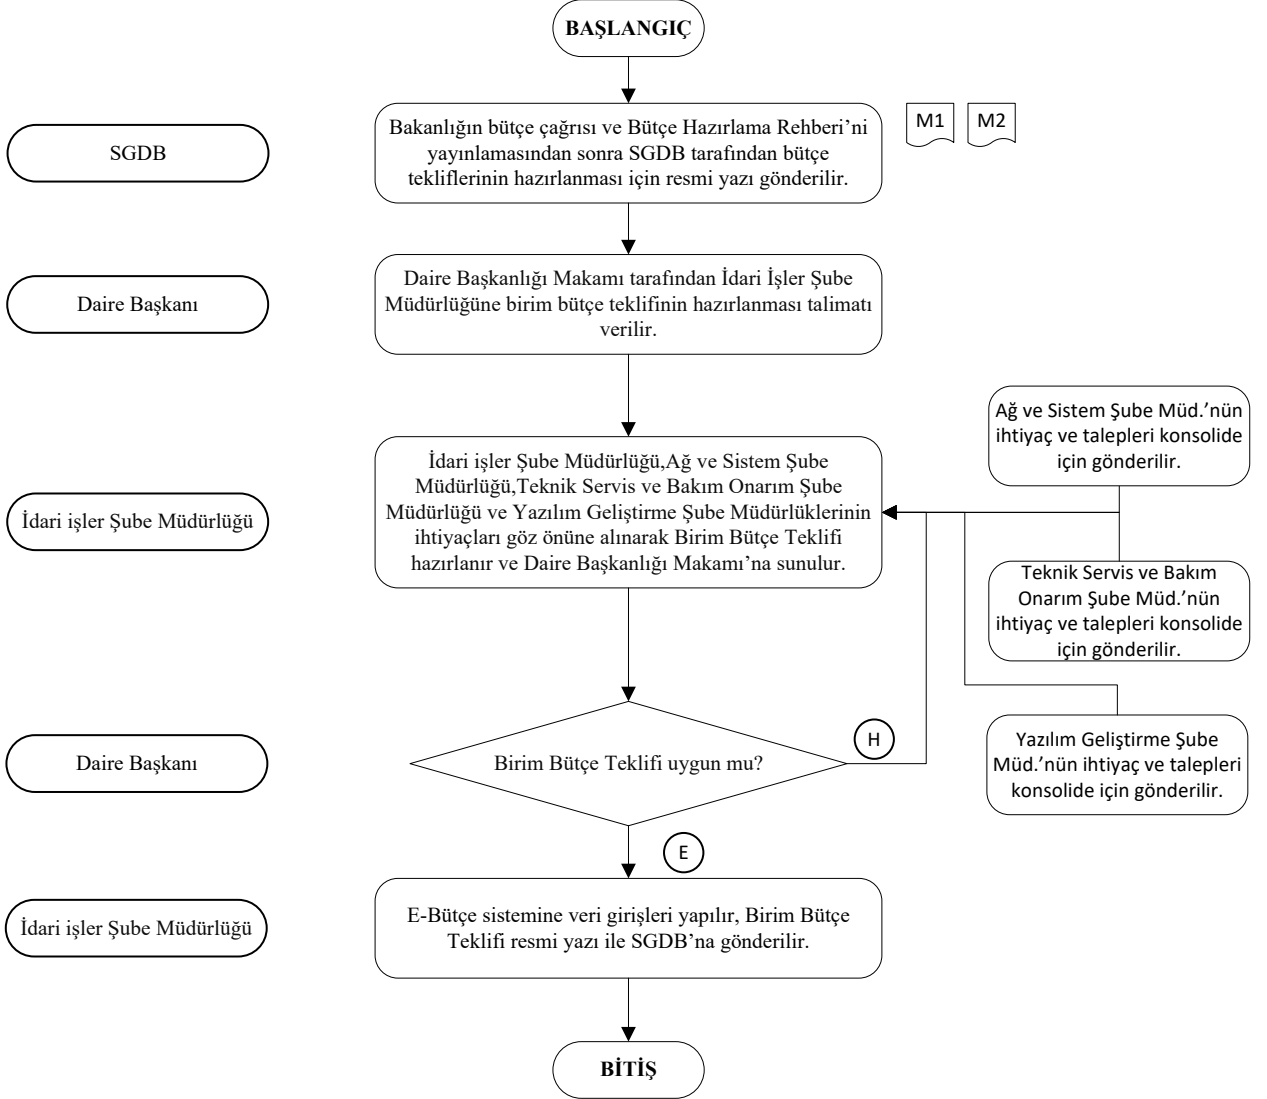 BAŞLANGIÇ
SGDB
Bakanlığın bütçe çağrısı ve Bütçe Hazırlama Rehberi’ni
yayınlamasından sonra SGDB tarafından bütçe
tekliflerinin hazırlanması için resmi yazı gönderilir.
M1
M2
Daire Başkanı
Daire Başkanlığı Makamı tarafından İdari İşler Şube
Müdürlüğüne birim bütçe teklifinin hazırlanması talimatı
verilir.
Ağ ve Sistem Şube Müd.’nün
ihtiyaç ve talepleri konsolide
için gönderilir.
İdari işler Şube Müdürlüğü
İdari işler Şube Müdürlüğü,Ağ ve Sistem Şube
Müdürlüğü,Teknik Servis ve Bakım Onarım Şube
Müdürlüğü ve Yazılım Geliştirme Şube Müdürlüklerinin
ihtiyaçları göz önüne alınarak Birim Bütçe Teklifi
hazırlanır ve Daire Başkanlığı Makamı’na sunulur.
Teknik Servis ve Bakım
Onarım Şube Müd.’nün
ihtiyaç ve talepleri konsolide
için gönderilir.
Daire Başkanı
Birim Bütçe Teklifi uygun mu?
H
Yazılım Geliştirme Şube
Müd.’nün ihtiyaç ve talepleri
konsolide için gönderilir.
E
İdari işler Şube Müdürlüğü
E-Bütçe sistemine veri girişleri yapılır, Birim Bütçe
Teklifi resmi yazı ile SGDB’na gönderilir.
BİTİŞ